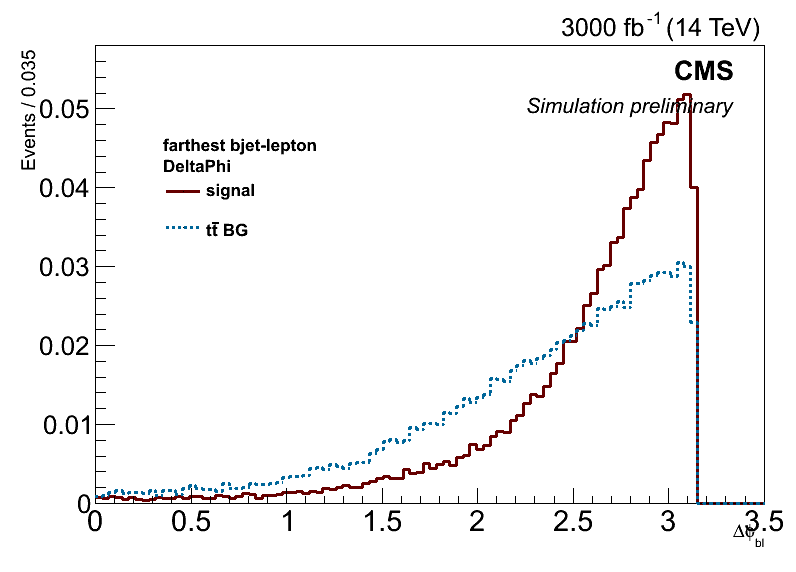 3000 fb⁻¹ (14 TeV)
CMS
Simulation preliminary
Events / 0.035
farthest bjet-lepton
DeltaPhi
signal
tt̄ BG
0.05
0.04
0.03
0.02
0.01
0
0 0.5 1 1.5 2 2.5 3 3.5
Δϕ_bl